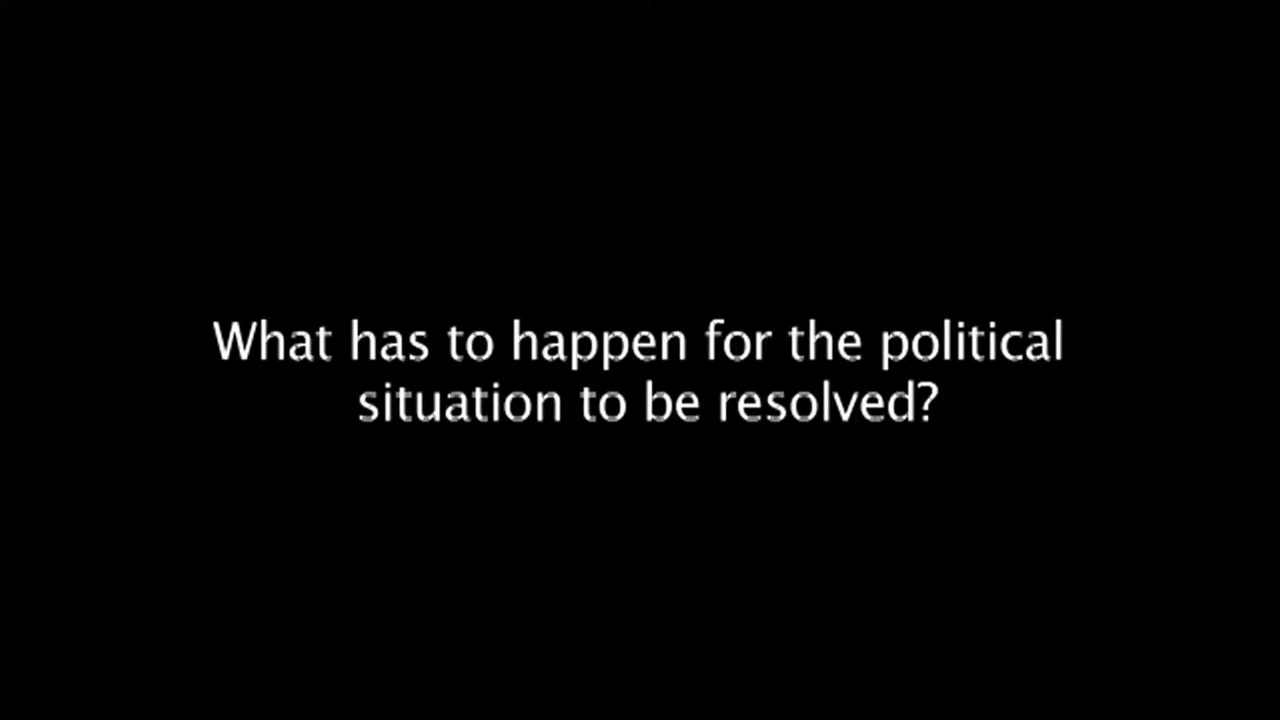 What has to happen for the political
situation to be resolved?